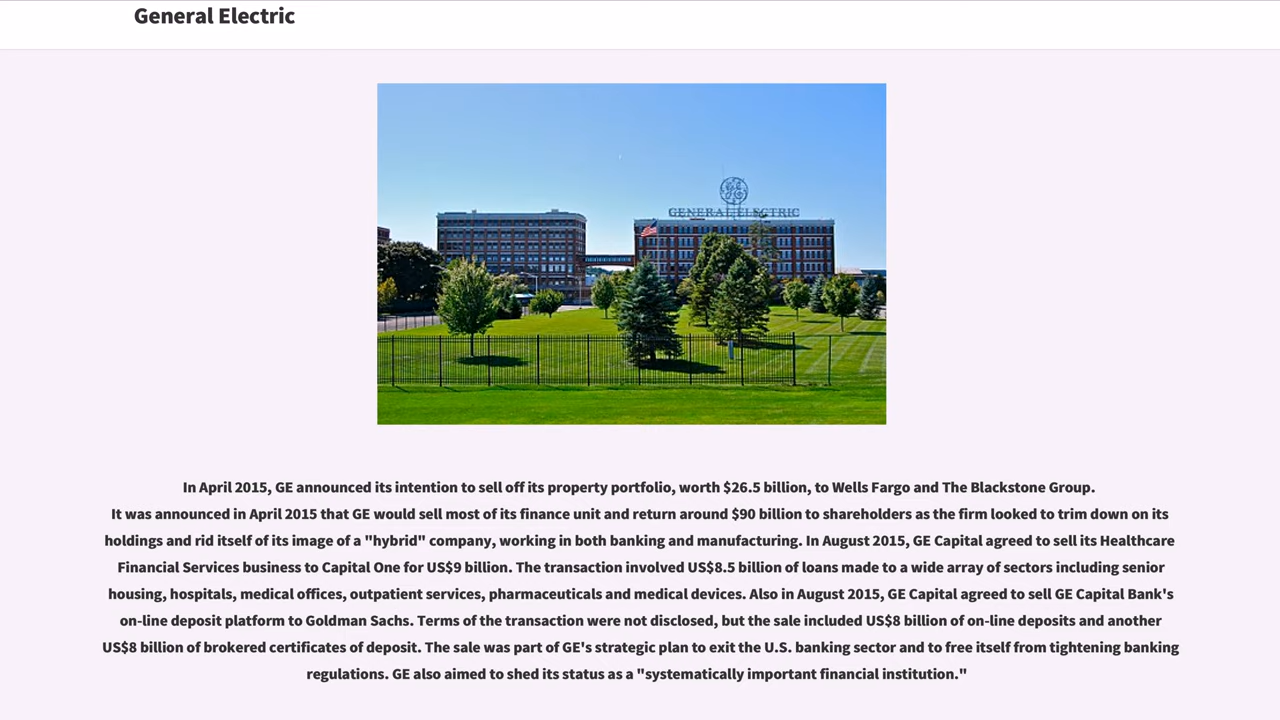 General Electric
GE
GENERAL ELECTRIC
In April 2015, GE announced its intention to sell off its property portfolio, worth $26.5 billion, to Wells Fargo and The Blackstone Group.
It was announced in April 2015 that GE would sell most of its finance unit and return around $90 billion to shareholders as the firm looked to trim down on its
holdings and rid itself of its image of a "hybrid" company, working in both banking and manufacturing. In August 2015, GE Capital agreed to sell its Healthcare
Financial Services business to Capital One for US$9 billion. The transaction involved US$8.5 billion of loans made to a wide array of sectors including senior
housing, hospitals, medical offices, outpatient services, pharmaceuticals and medical devices. Also in August 2015, GE Capital agreed to sell GE Capital Bank's
on-line deposit platform to Goldman Sachs. Terms of the transaction were not disclosed, but the sale included US$8 billion of on-line deposits and another
US$8 billion of brokered certificates of deposit. The sale was part of GE's strategic plan to exit the U.S. banking sector and to free itself from tightening banking
regulations. GE also aimed to shed its status as a "systematically important financial institution."